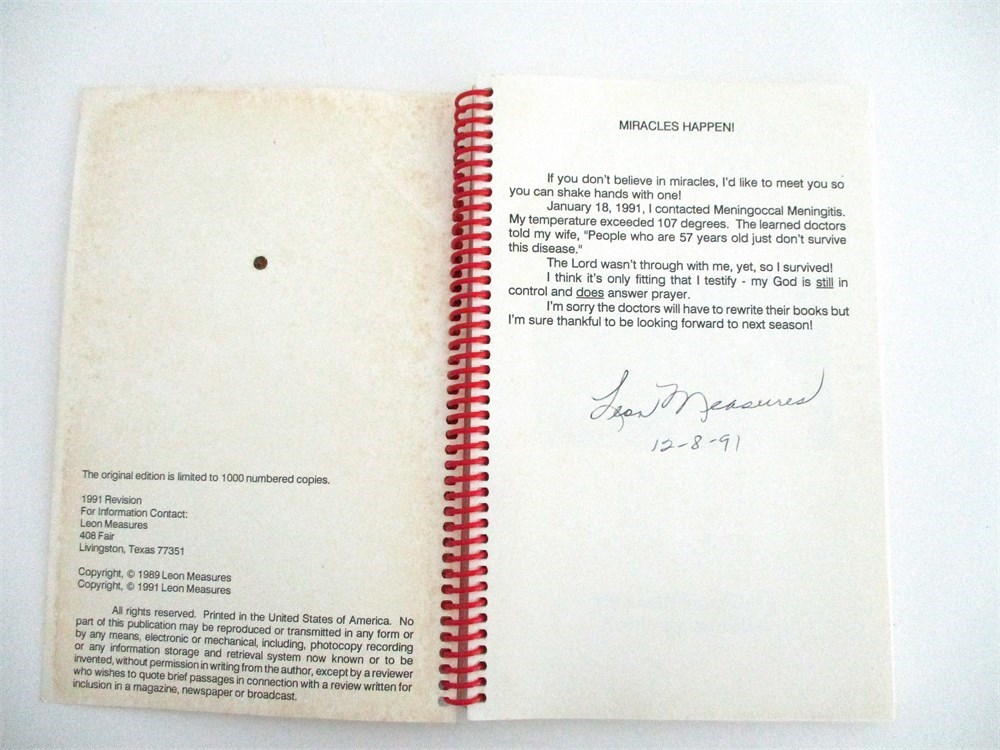 The original edition is limited to 1000 numbered copies.
1991 Revision
For Information Contact:
Leon Measures
408 Fair
Livingston, Texas 77351
Copyright, © 1989 Leon Measures
Copyright, © 1991 Leon Measures
All rights reserved. Printed in the United States of America. No
part of this publication may be reproduced or transmitted in any form or
by any means, electronic or mechanical, including, photocopy recording
or any information storage and retrieval system now known or to be
invented, without permission in writing from the author, except by a reviewer
who wishes to quote brief passages in connection with a review written for
inclusion in a magazine, newspaper or broadcast.
MIRACLES HAPPEN!
If you don't believe in miracles, I'd like to meet you so
you can shake hands with one!
January 18, 1991, I contacted Meningoccal Meningitis.
My temperature exceeded 107 degrees. The learned doctors
told my wife, "People who are 57 years old just don't survive
this disease."
The Lord wasn't through with me, yet, so I survived!
I think it's only fitting that I testify - my God is still in
control and does answer prayer.
I'm sorry the doctors will have to rewrite their books but
I'm sure thankful to be looking forward to next season!
Leon Measures
12-8-91